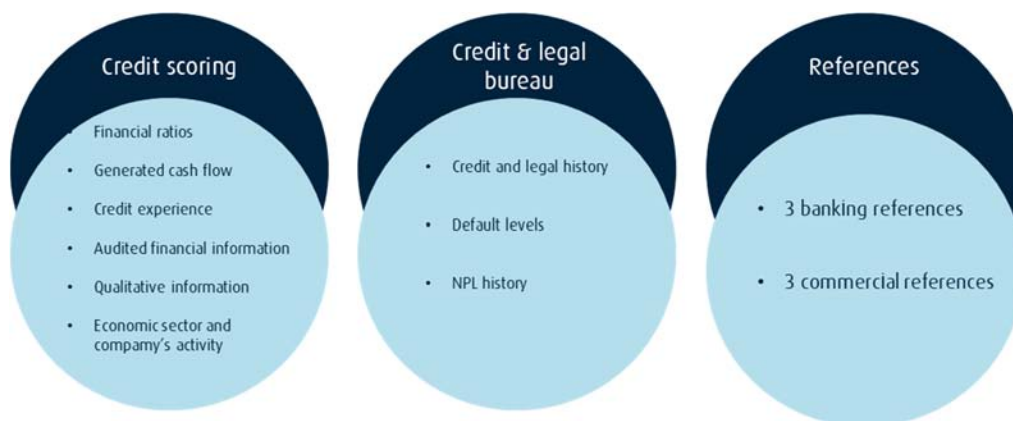 Credit scoring
• Financial ratios
• Generated cash flow
• Credit experience
• Audited financial information
• Qualitative information
• Economic sector and
compamy's activity
Credit & legal
bureau
• Credit and legal history
• Default levels
• NPL history
References
• 3 banking references
• 3 commercial references